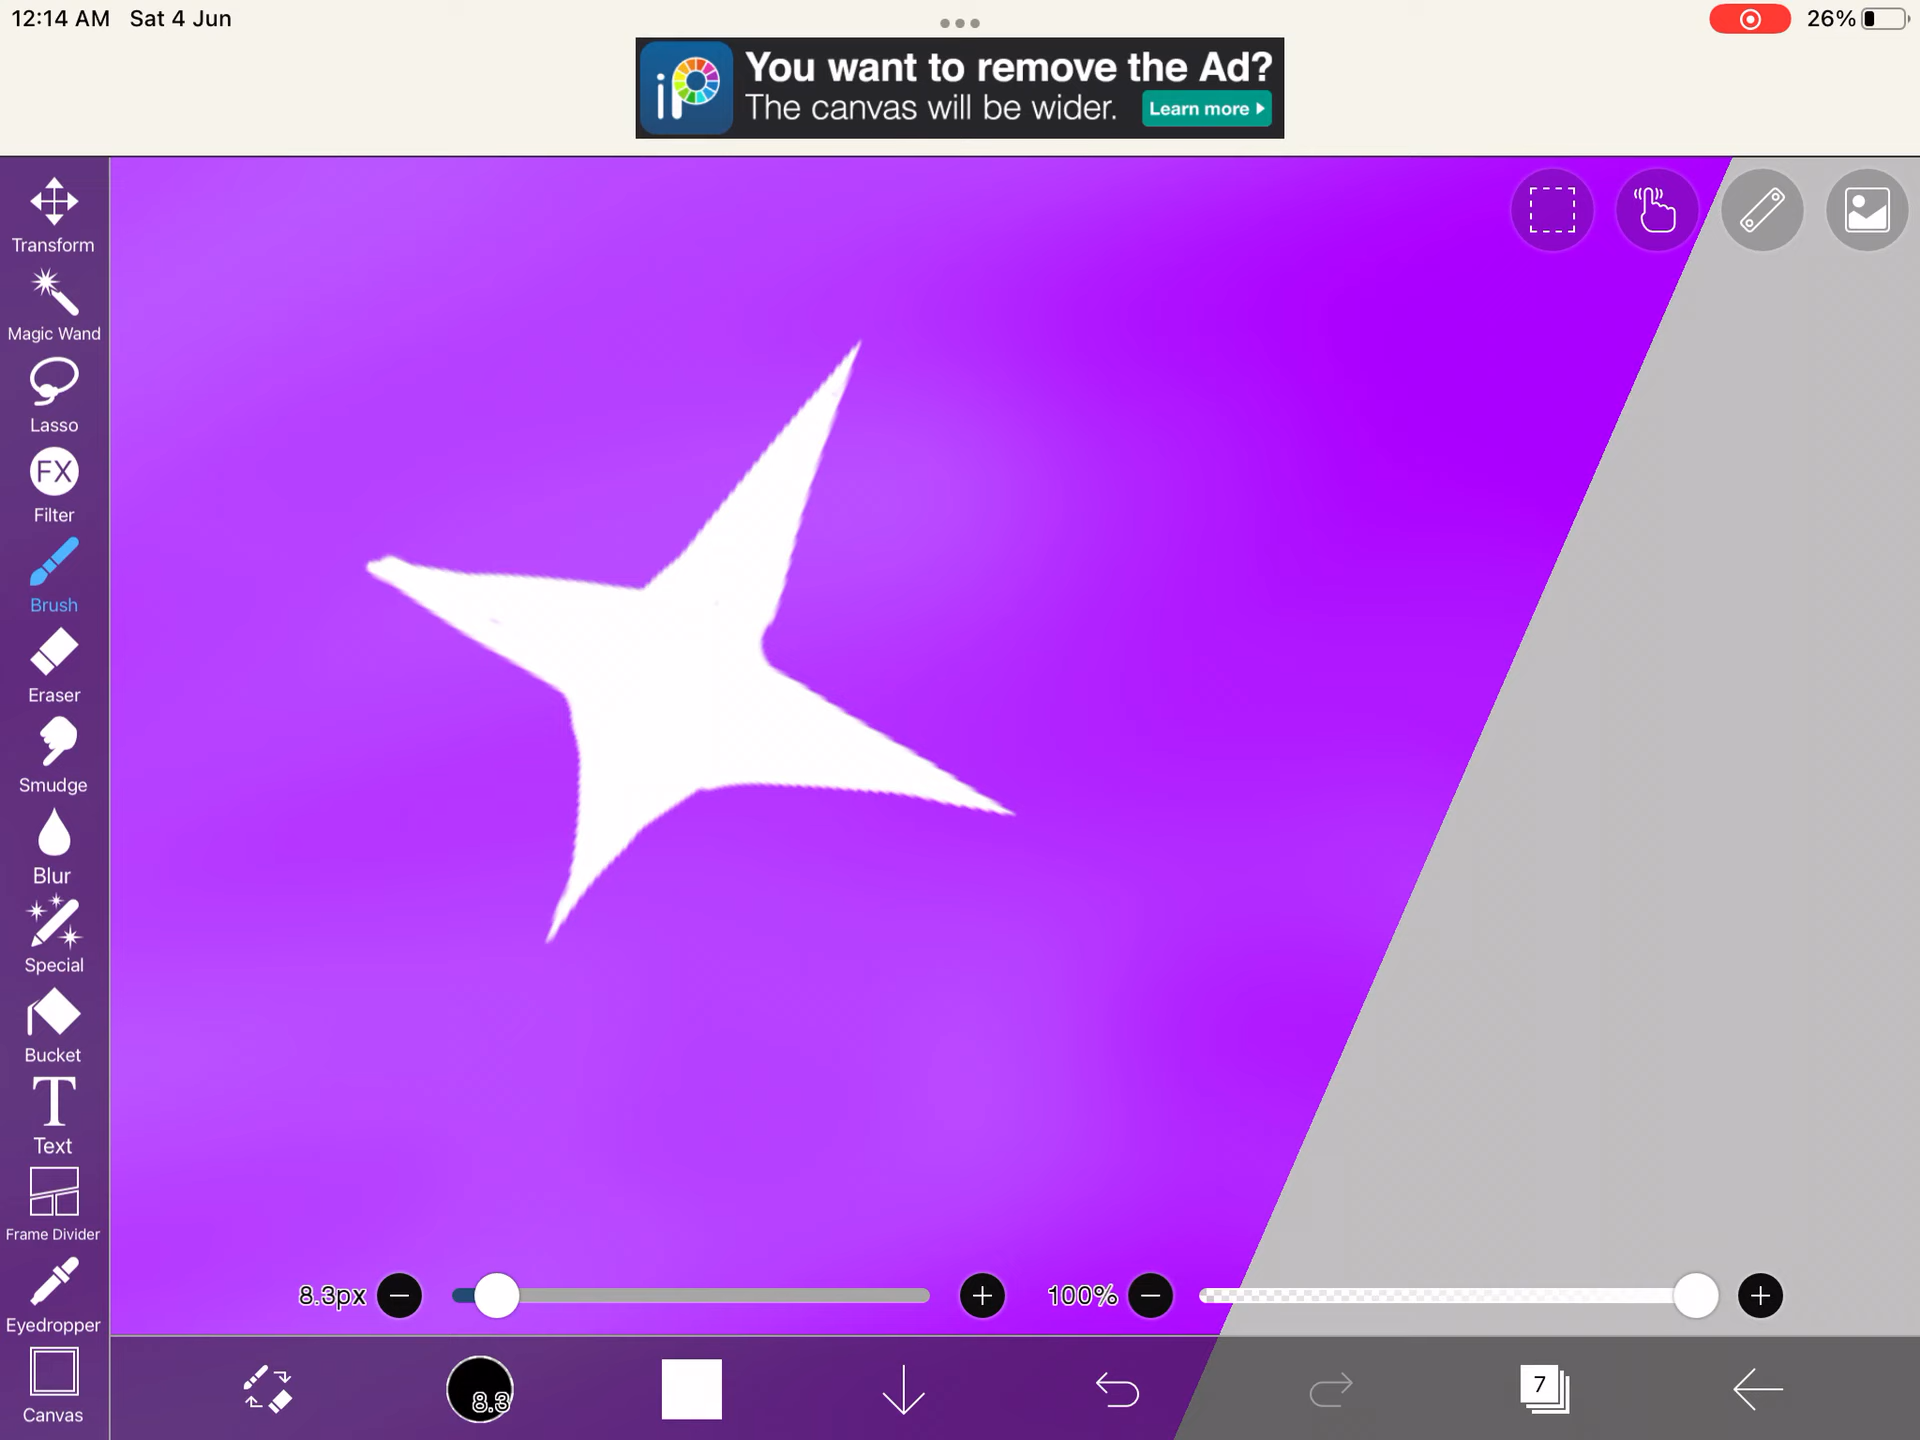 12:14 AM Sat 4 Jun
26%
iP
You want to remove the Ad?
The canvas will be wider.
Learn more
Transform
Magic Wand
Lasso
FX
Filter
Brush
Eraser
Smudge
Blur
Special
Bucket
T
Text
Frame Divider
Eyedropper
Canvas
8.3px
100%
8.3
7